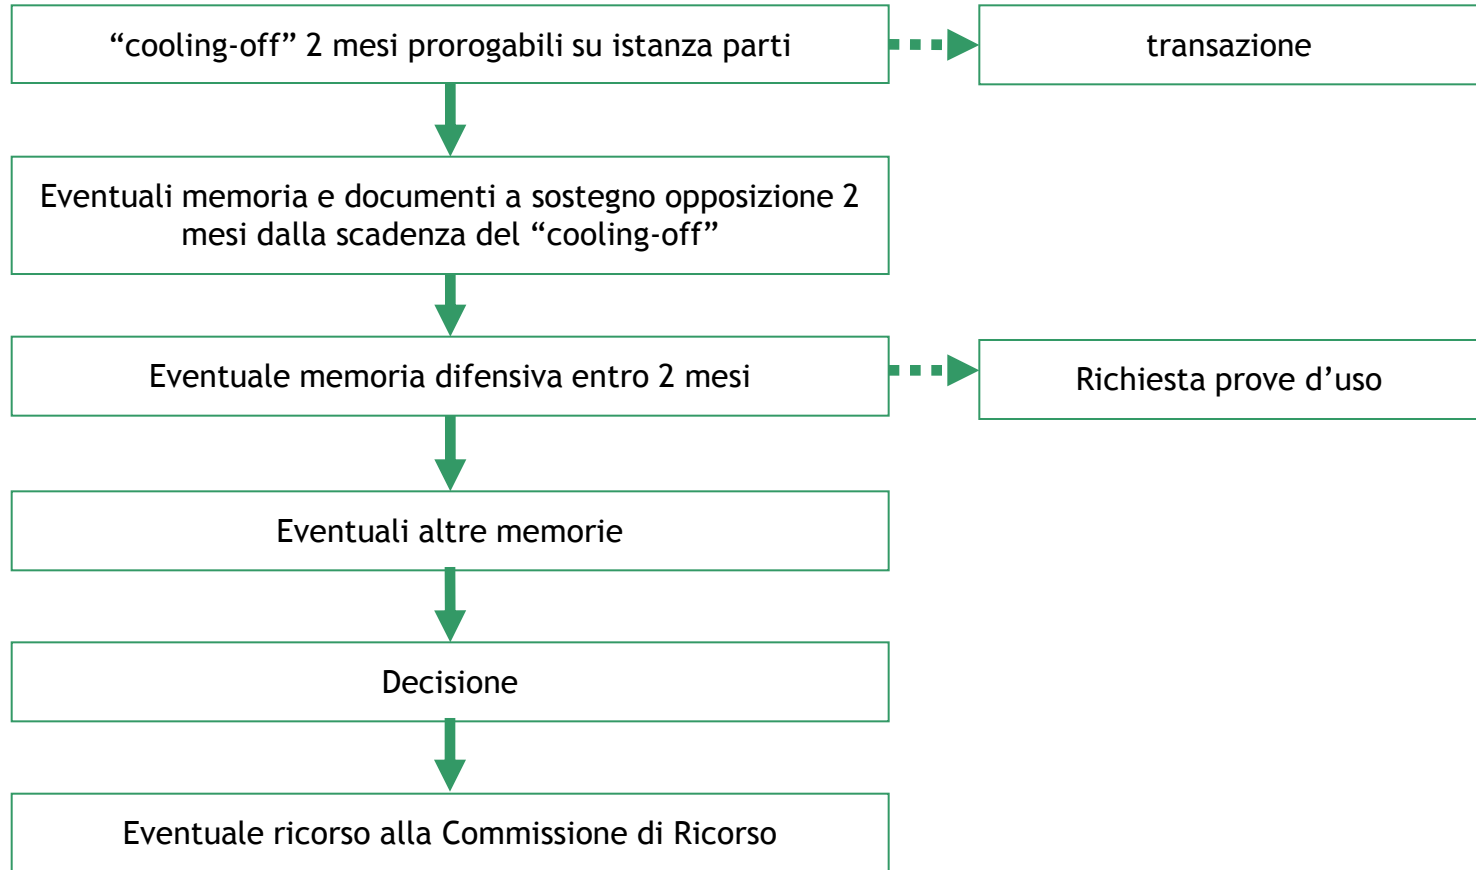 “cooling-off” 2 mesi prorogabili su istanza parti
transazione
Eventuali memoria e documenti a sostegno opposizione 2
mesi dalla scadenza del “cooling-off”
Eventuale memoria difensiva entro 2 mesi
Richiesta prove d’uso
Eventuali altre memorie
Decisione
Eventuale ricorso alla Commissione di Ricorso